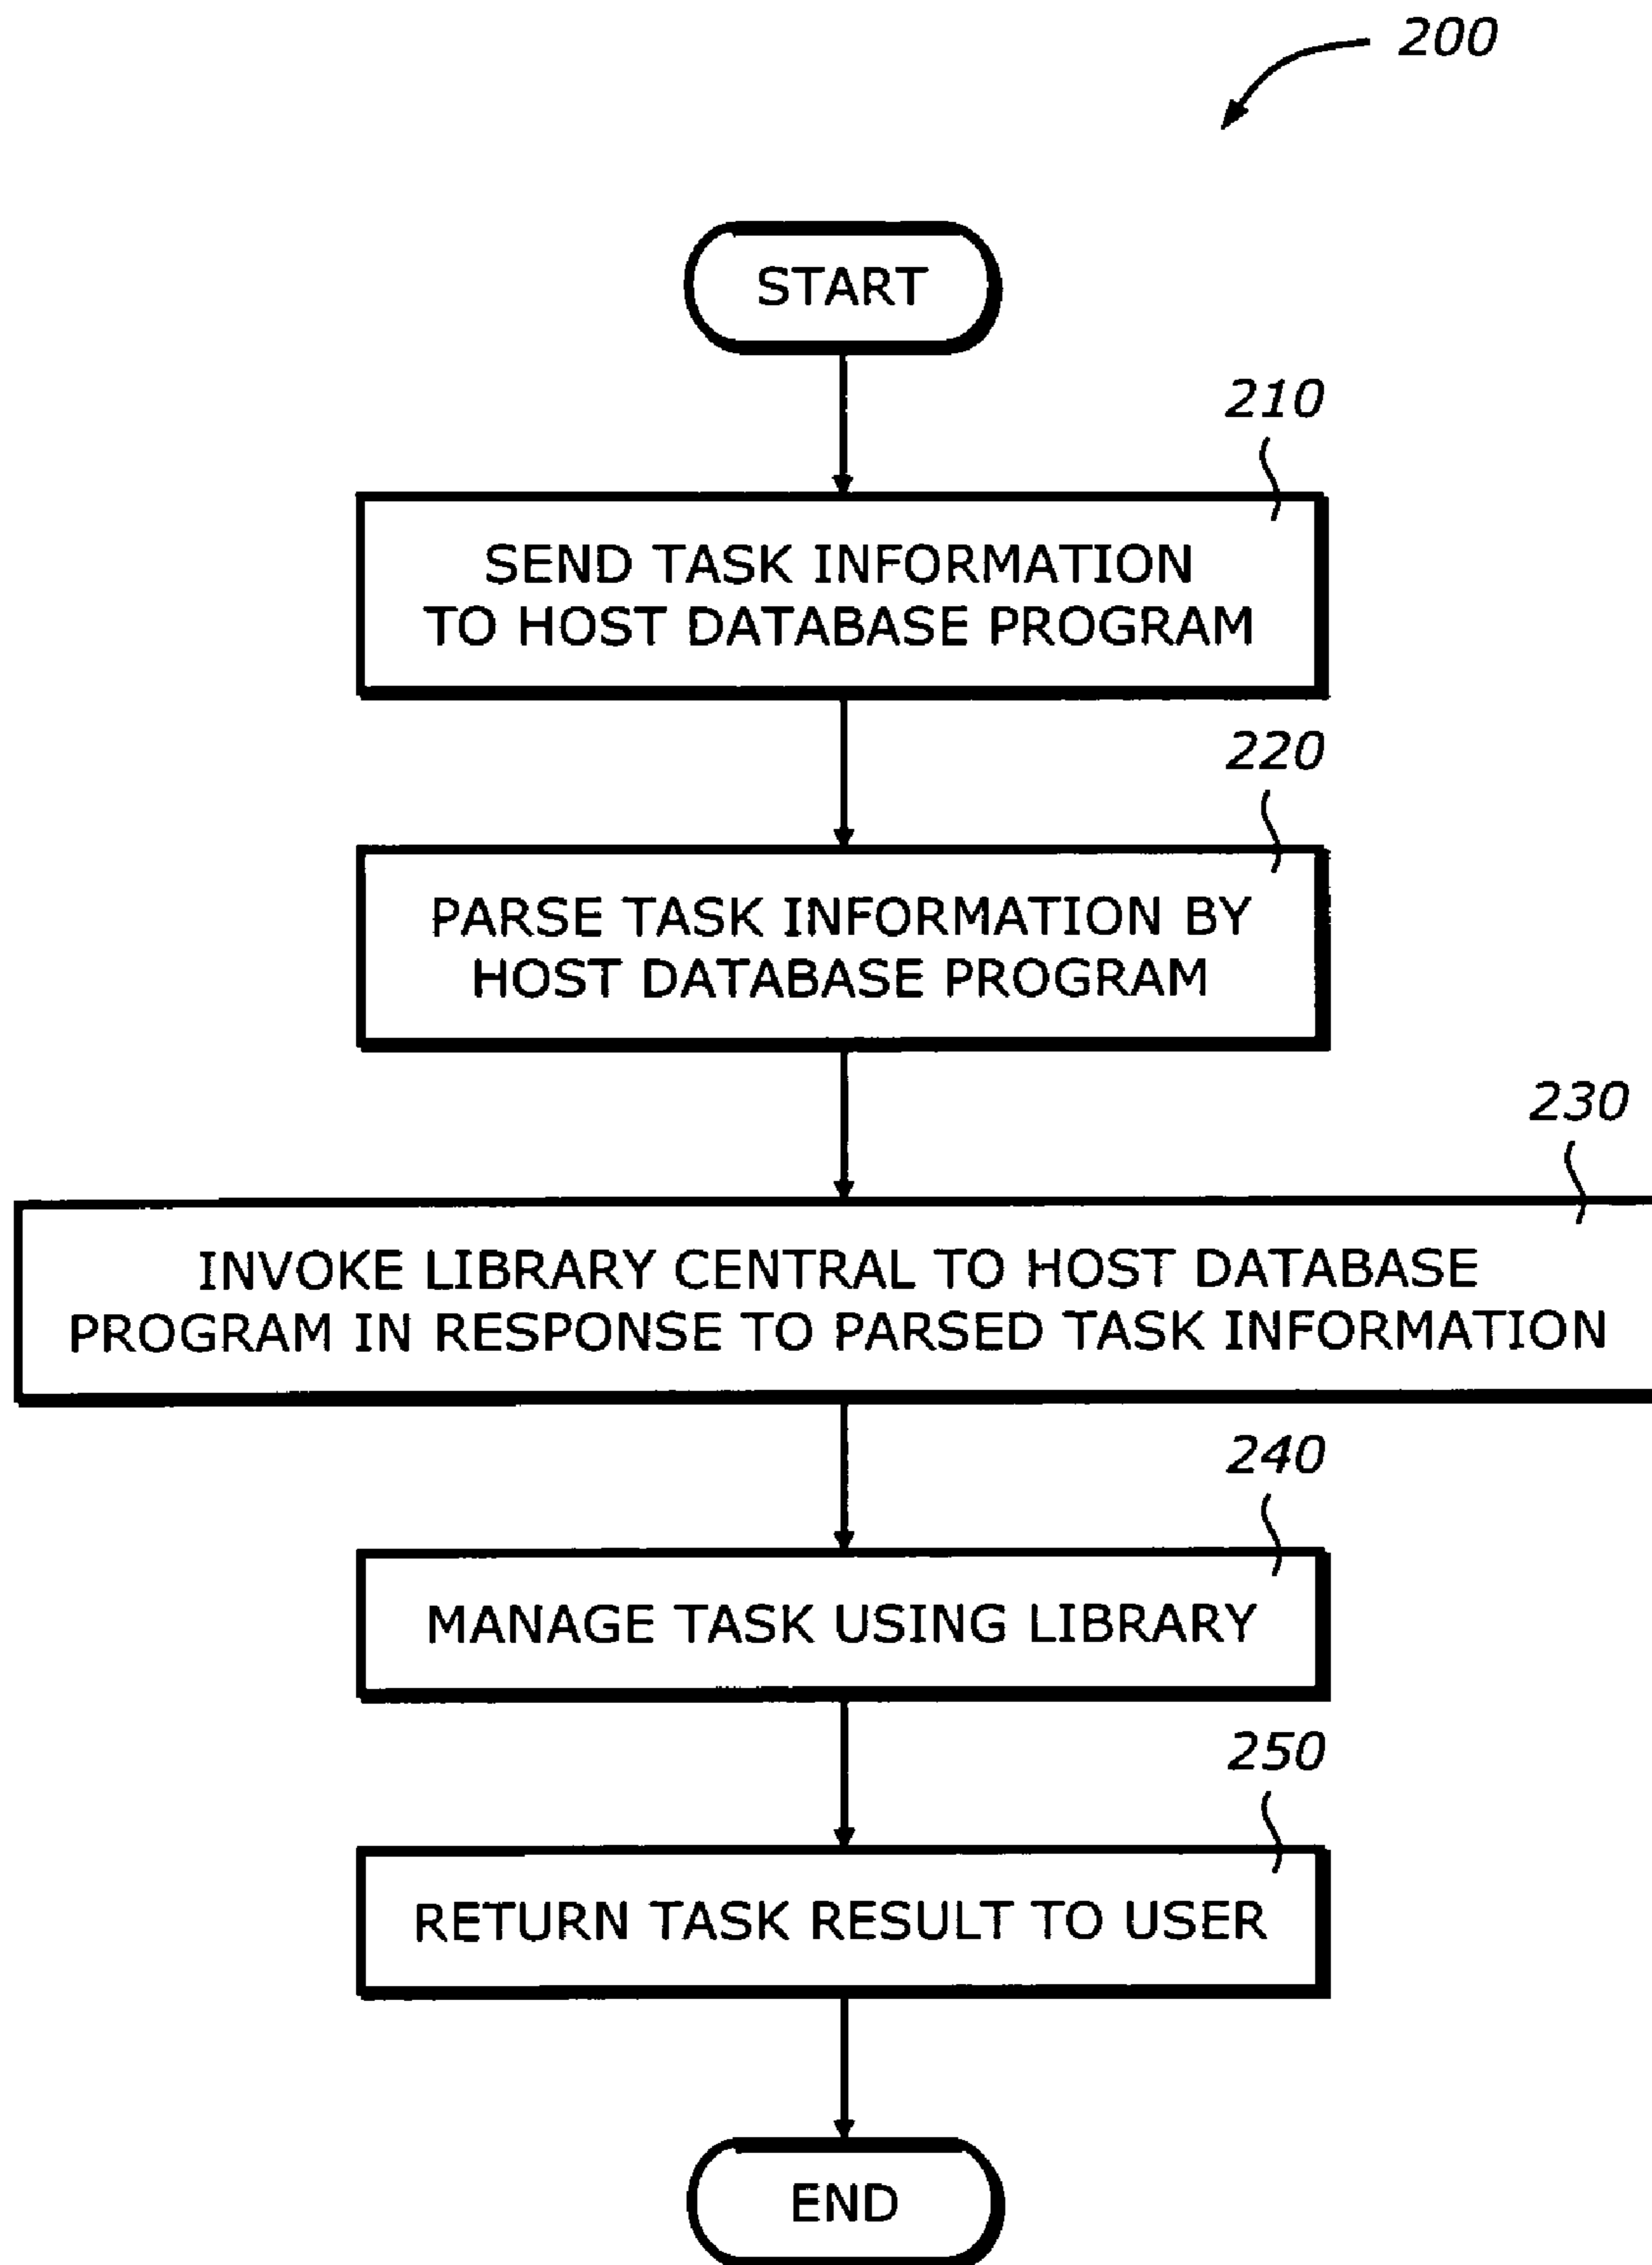 200
START
210
SEND TASK INFORMATION
TO HOST DATABASE PROGRAM
220
PARSE TASK INFORMATION BY
HOST DATABASE PROGRAM
230
INVOKE LIBRARY CENTRAL TO HOST DATABASE
PROGRAM IN RESPONSE TO PARSED TASK INFORMATION
240
MANAGE TASK USING LIBRARY
250
RETURN TASK RESULT TO USER
END